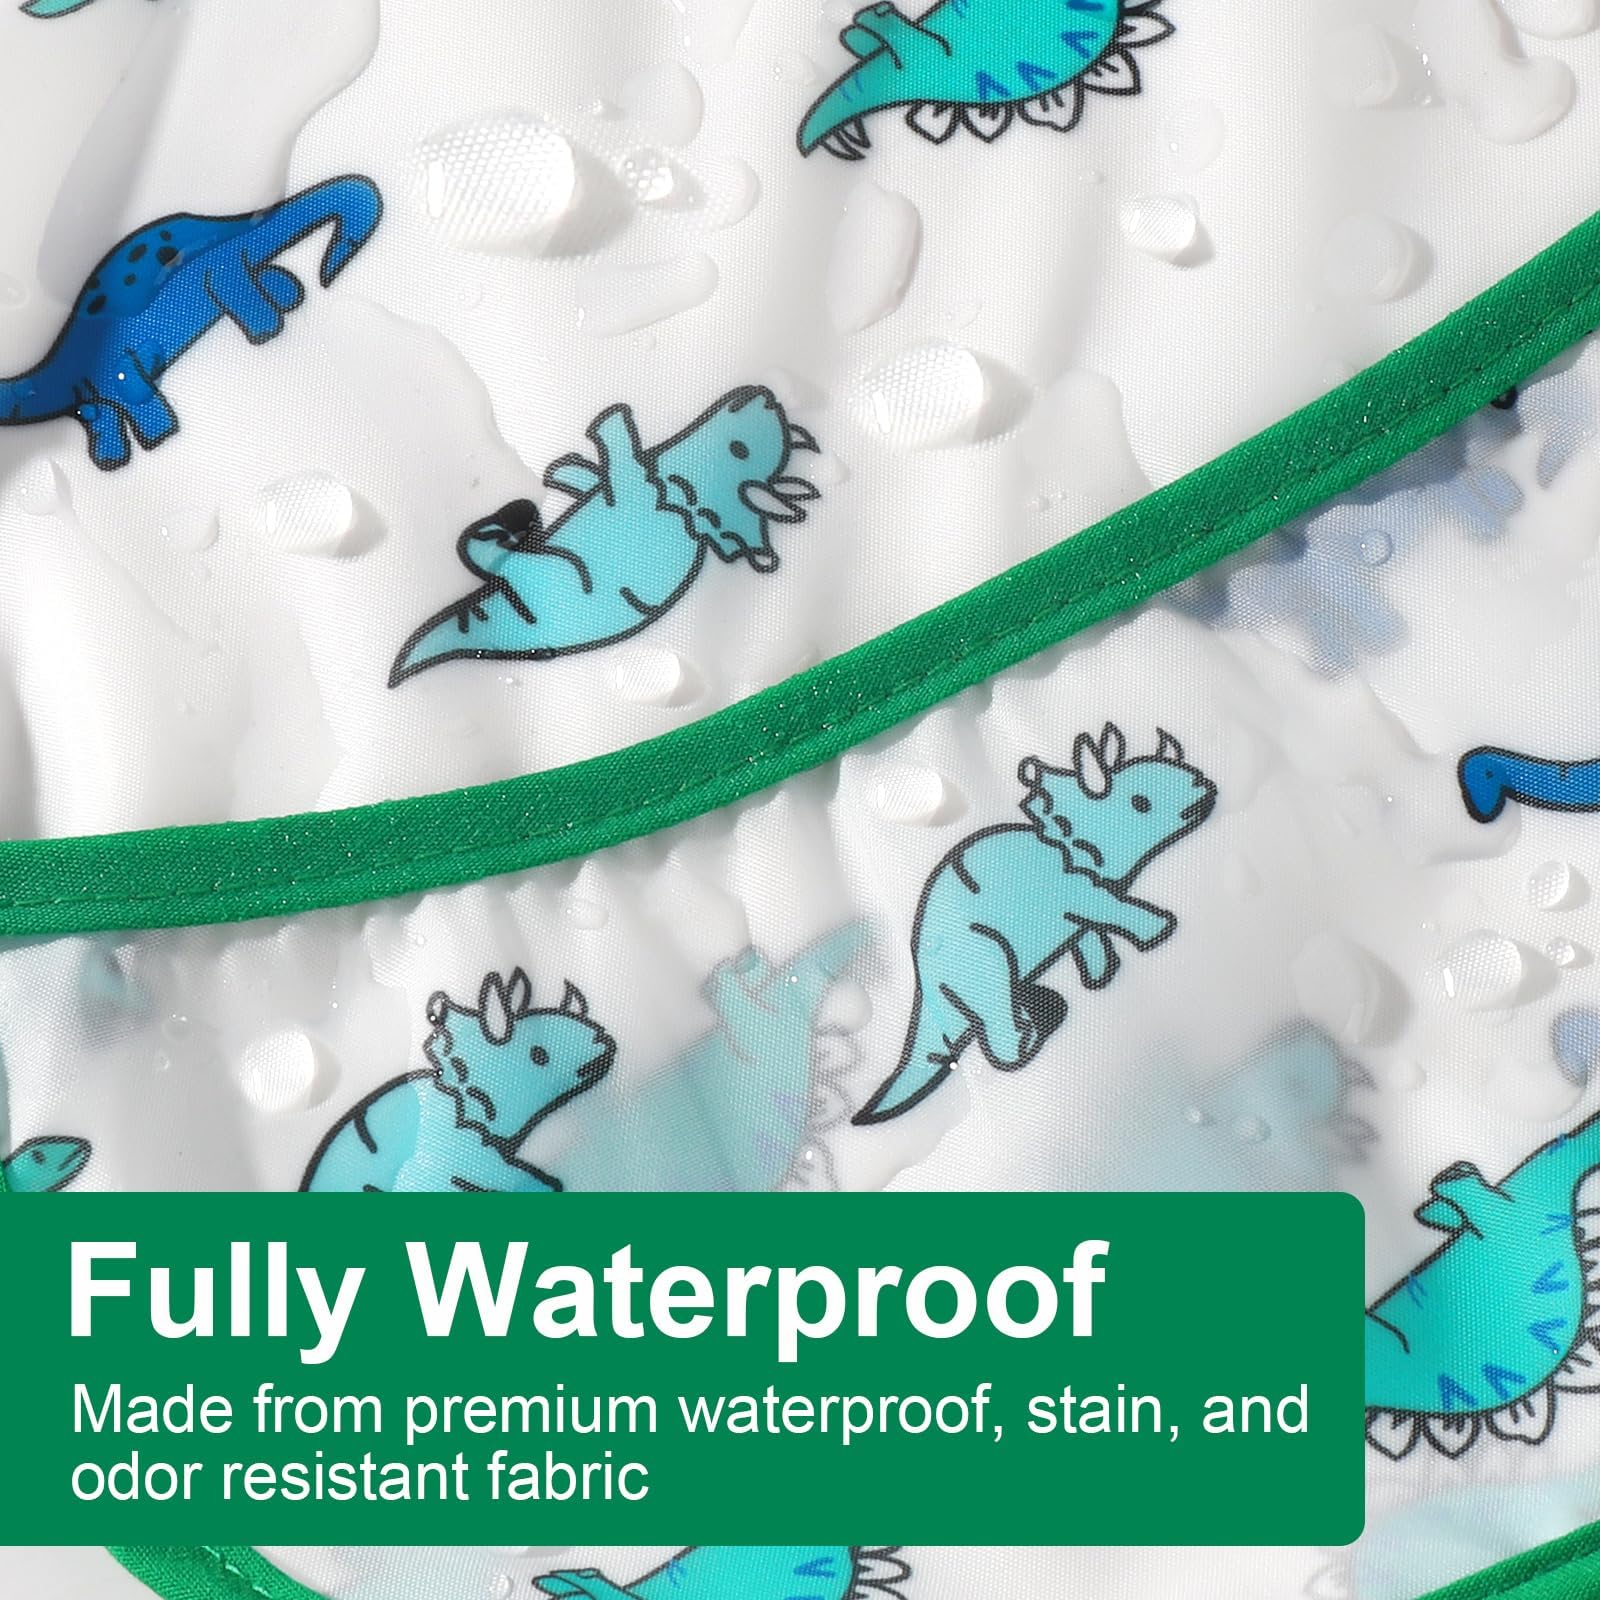 Fully Waterproof
Made from premium waterproof, stain, and
odor resistant fabric